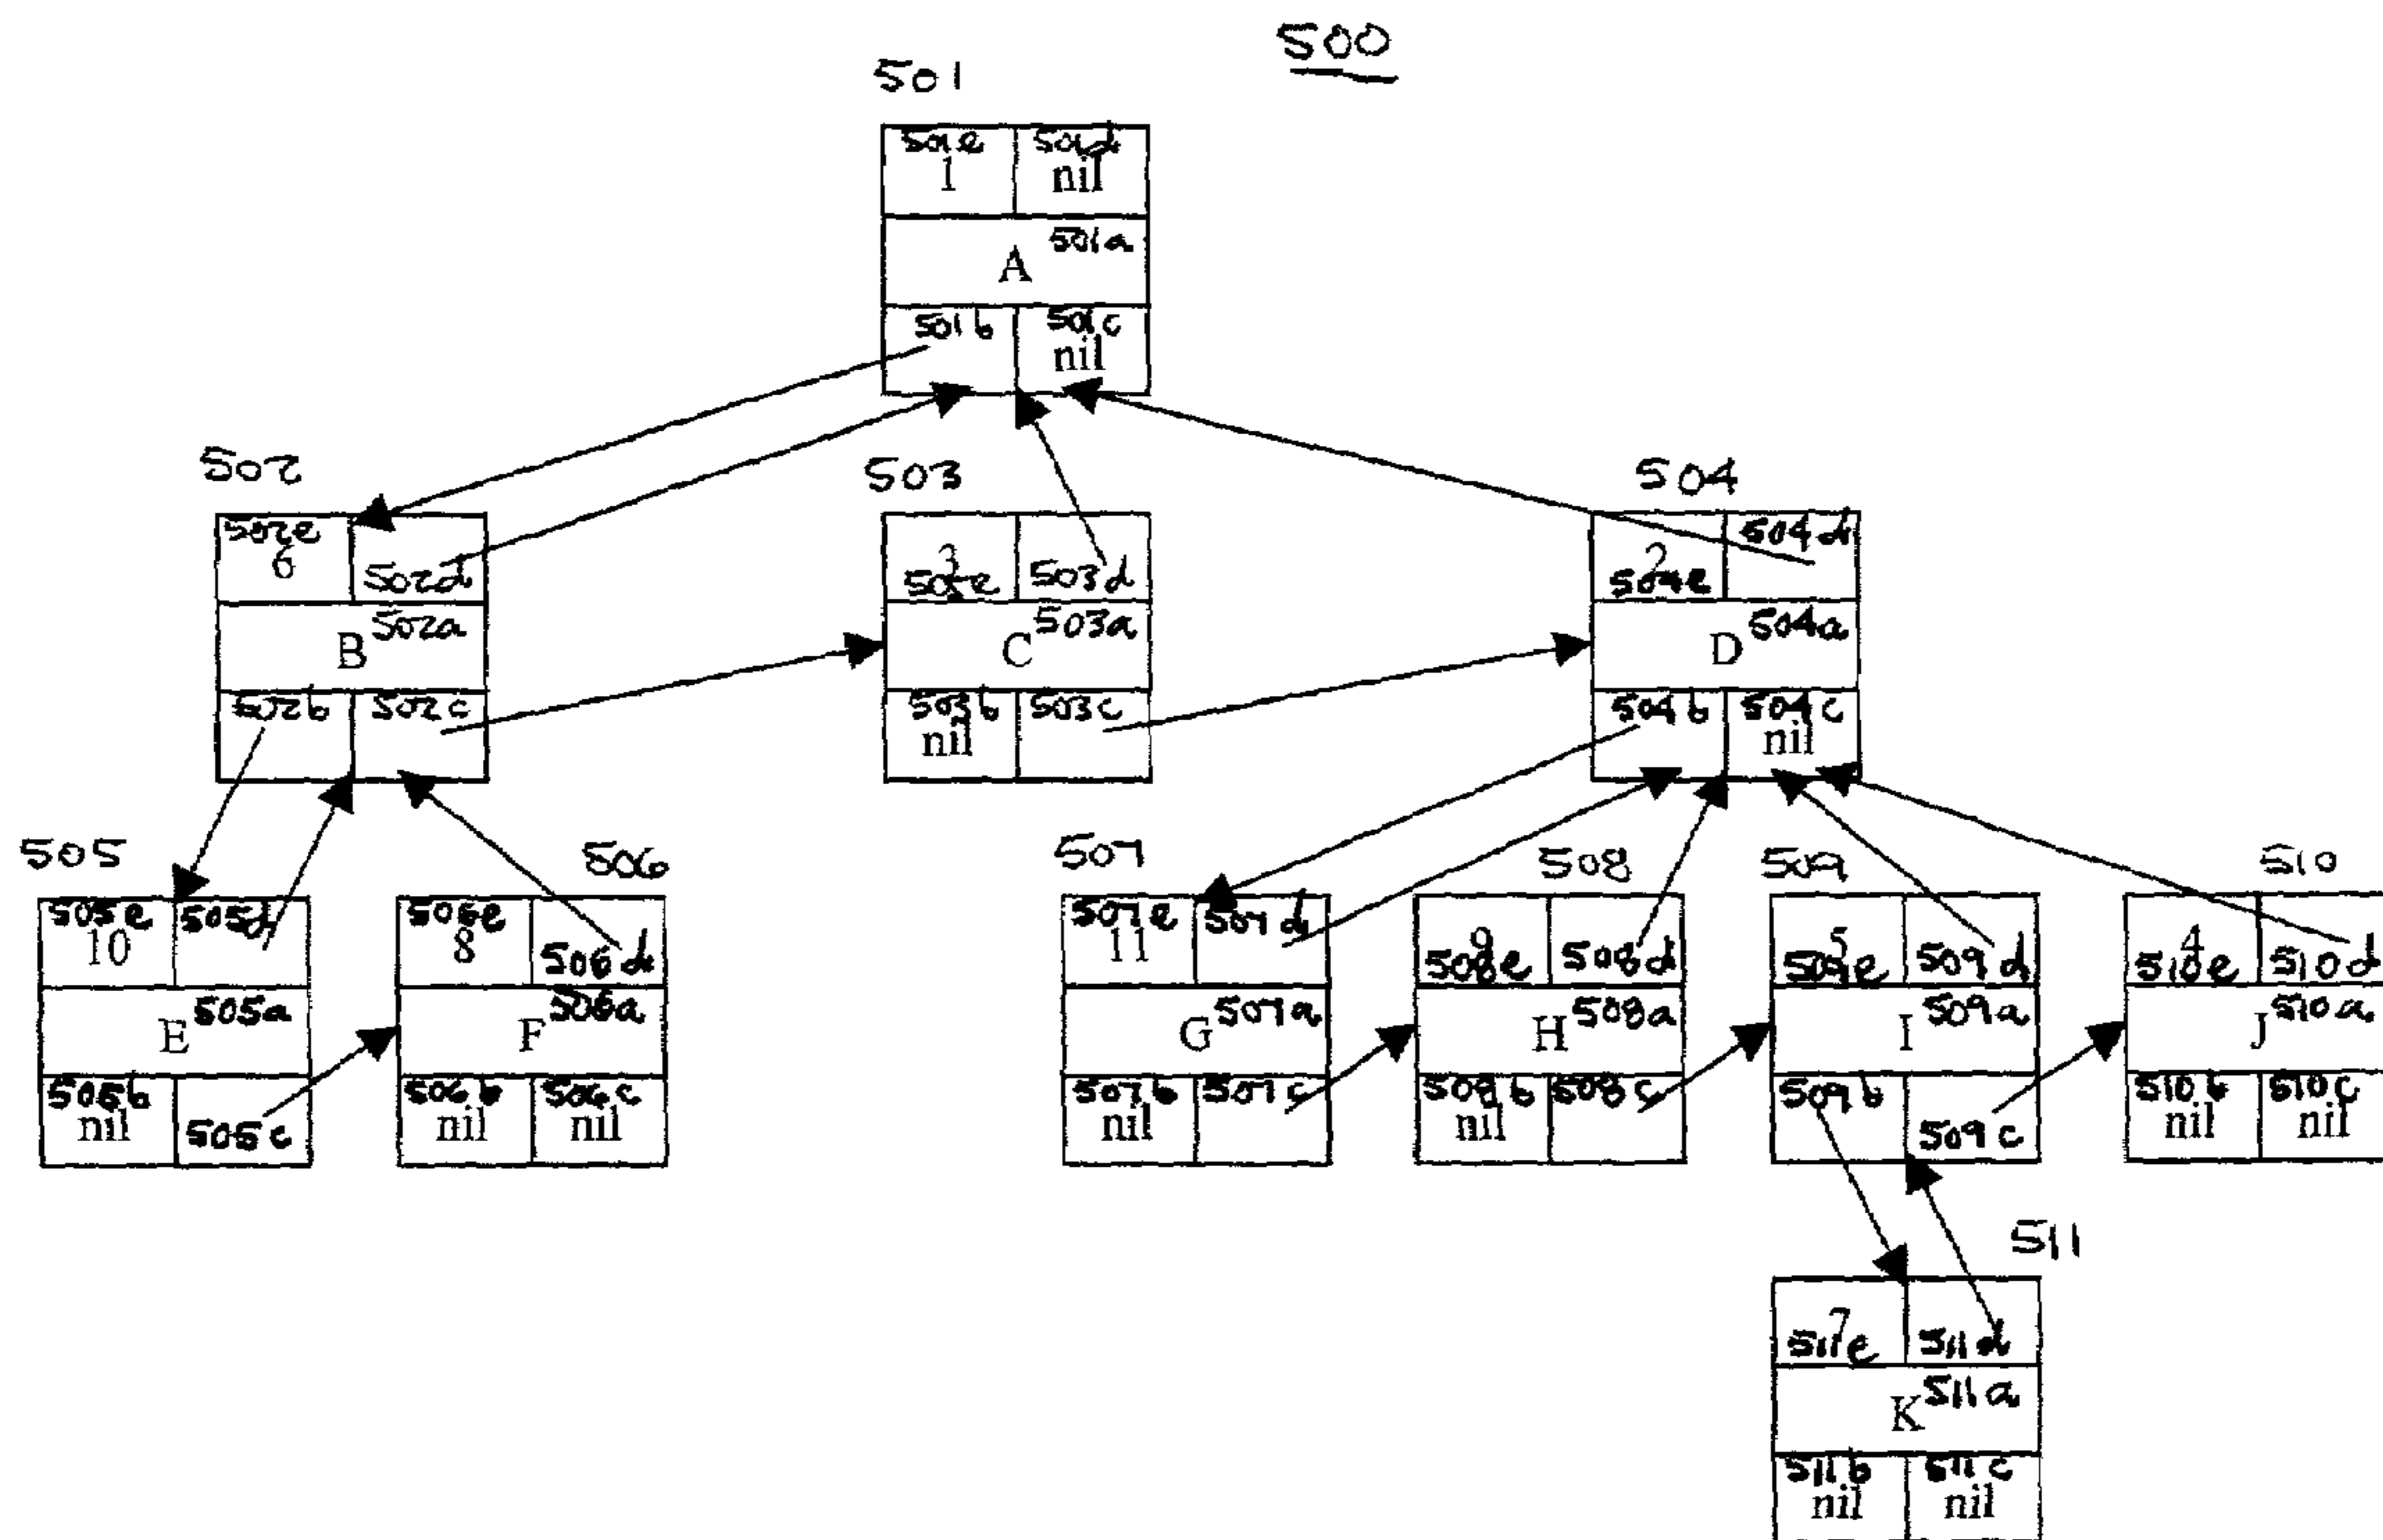 500
501
501e 501d
1 nil
501a
A
501b 501c
nil
502 503 504
502e 504d
6 3 2
502d 503e 503d 504e
502a 503a 504a
B C D
502b 502c 503b 503c 504b 504c
nil nil
505 506 507 508 509 510
505e 505d 506e 507e 507d
10 8 11 9 5 4
506d 508e 508d 509e 509d 510e 510d
505a 506a 507a 508a 509a 510a
E F G H I J
505b 506b 506c 507b 507c 508b 508c 509b 510b 510c
nil nil nil nil nil nil nil
505c 509c
511
7
511e 511d
511a
K
511b 511c
nil nil